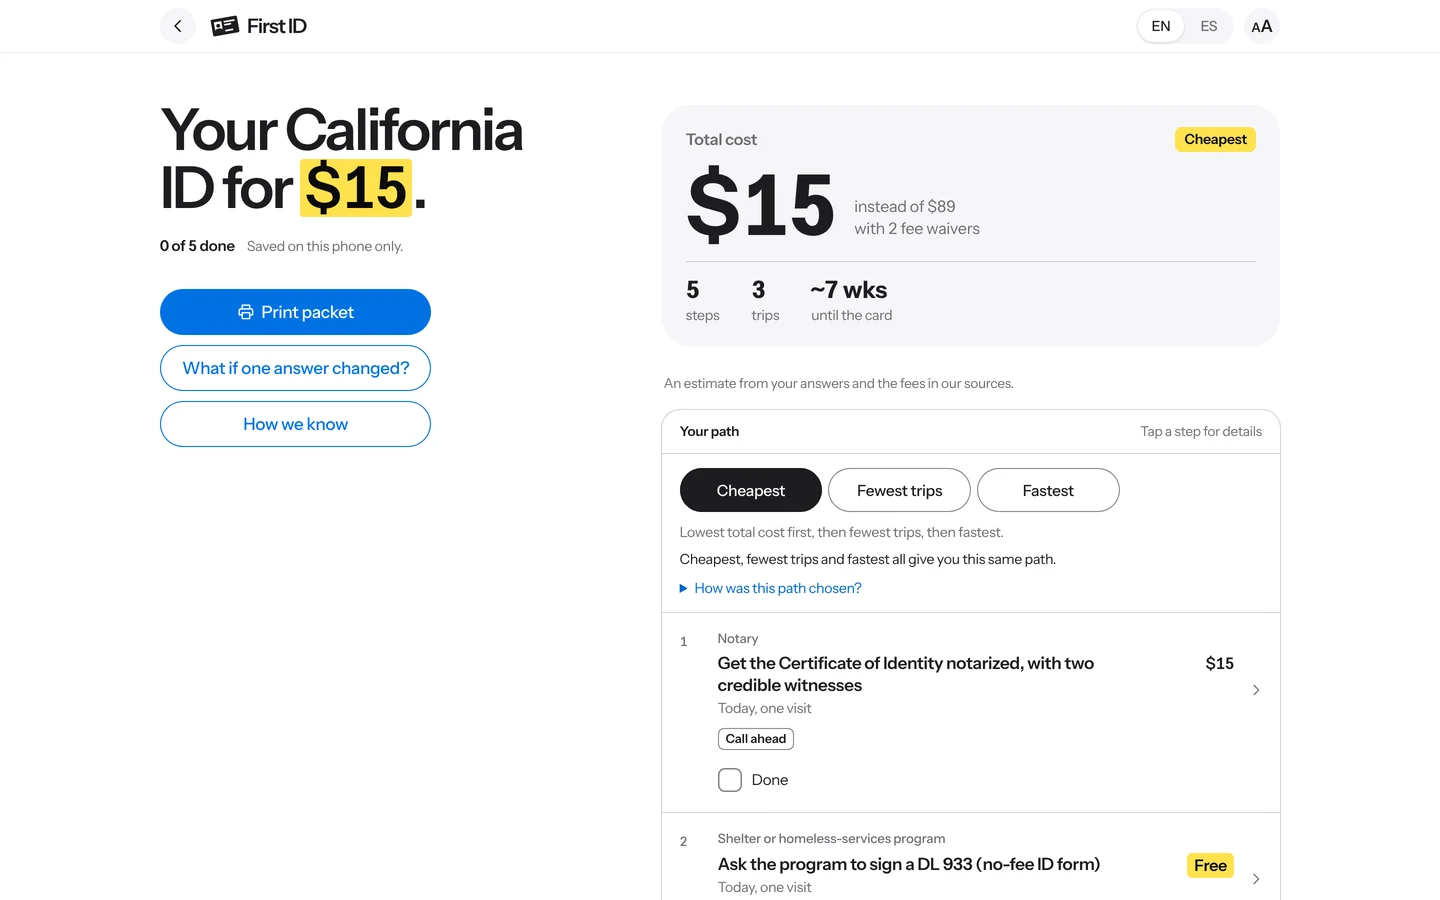 First ID
EN
ES
AA
Your California
ID for $15.
0 of 5 done Saved on this phone only.
Print packet
What if one answer changed?
How we know
Total cost
Cheapest
$15
instead of $89
with 2 fee waivers
5
steps
3
trips
~7 wks
until the card
An estimate from your answers and the fees in our sources.
Your path
Tap a step for details
Cheapest
Fewest trips
Fastest
Lowest total cost first, then fewest trips, then fastest.
Cheapest, fewest trips and fastest all give you this same path.
How was this path chosen?
1
Notary
Get the Certificate of Identity notarized, with two
credible witnesses
$15
Today, one visit
Call ahead
Done
2
Shelter or homeless-services program
Ask the program to sign a DL 933 (no-fee ID form)
Free
Today, one visit